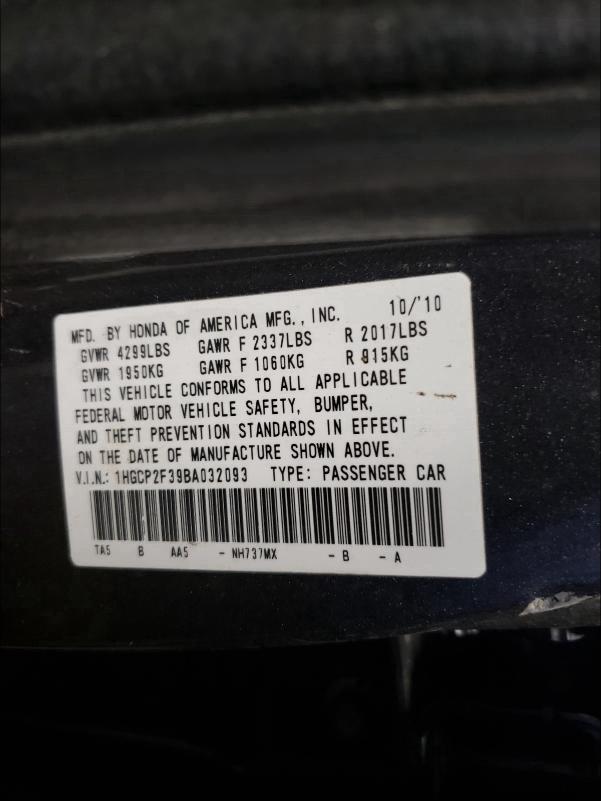 MFD. BY HONDA OF AMERICA MFG., INC. 10/'10
GVWR 4299LBS GAWR F 2337LBS R 2017LBS
GVWR 1950KG GAWR F 1060KG R 915KG
THIS VEHICLE CONFORMS TO ALL APPLICABLE
FEDERAL MOTOR VEHICLE SAFETY, BUMPER,
AND THEFT PREVENTION STANDARDS IN EFFECT
ON THE DATE OF MANUFACTURE SHOWN ABOVE.
V.I.N.: 1HGCP2F39BA032093 TYPE: PASSENGER CAR
TA5 B AA5 - NH737MX - B - A